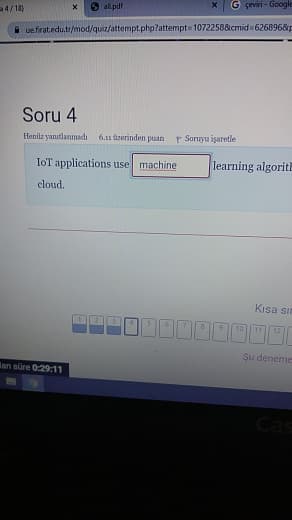 a 4 / 18)
ali.pdf
çeviri - Google
ue.firat.edu.tr/mod/quiz/attempt.php?attempt=1072258&cmid=626896&p
Soru 4
Henüz yanıtlanmadı 6,11 üzerinden puan Soruyu işaretle
IoT applications use machine learning algorit
cloud.
Kısa sı
1 2 3 4 5 6 7 8 9 10 11 12
Şu deneme
lan süre 0:29:11
Cas